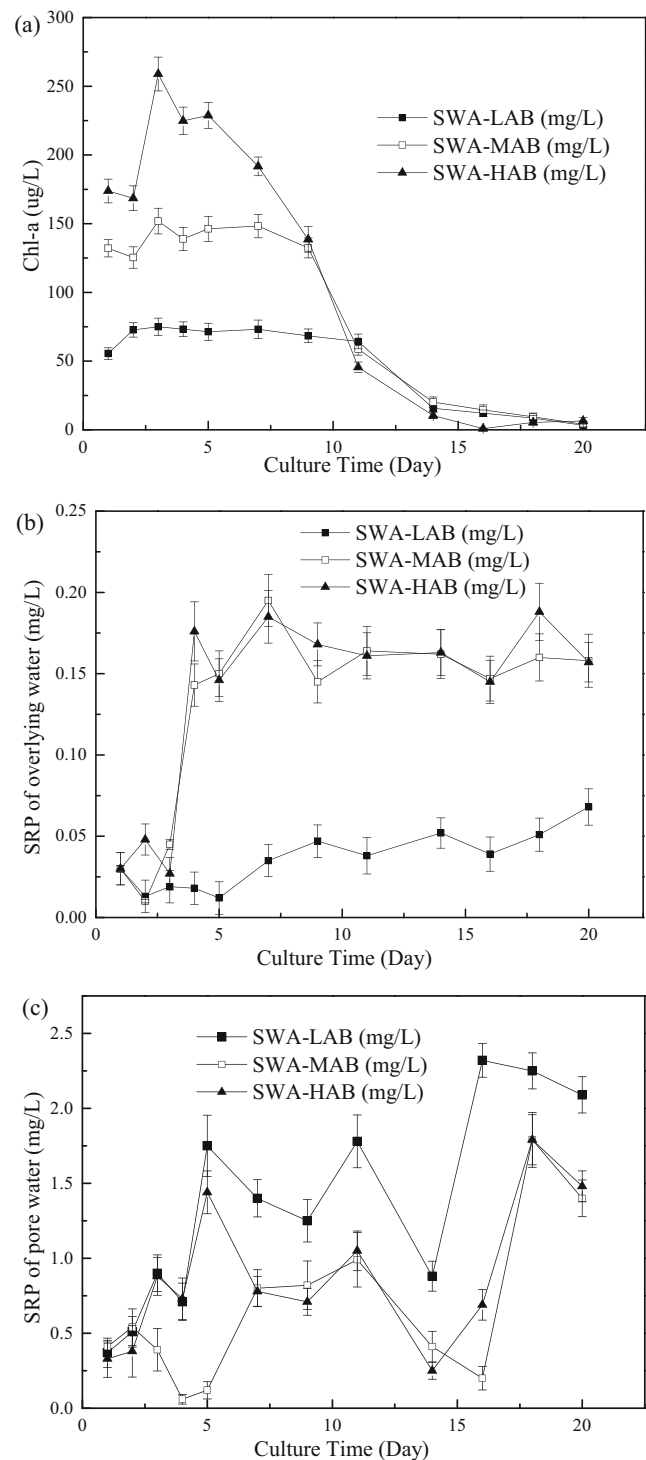 (a)
300
250
200
150
100
50
0
Chl-a (ug/L)
SWA-LAB (mg/L)
SWA-MAB (mg/L)
SWA-HAB (mg/L)
0 5 10 15 20
Culture Time (Day)
(b)
0.25
0.20
0.15
0.10
0.05
0.00
SRP of overlying water (mg/L)
SWA-LAB (mg/L)
SWA-MAB (mg/L)
SWA-HAB (mg/L)
0 5 10 15 20
Culture Time (Day)
(c)
2.5
2.0
1.5
1.0
0.5
0.0
SRP of pore water (mg/L)
SWA-LAB (mg/L)
SWA-MAB (mg/L)
SWA-HAB (mg/L)
0 5 10 15 20
Culture Time (Day)